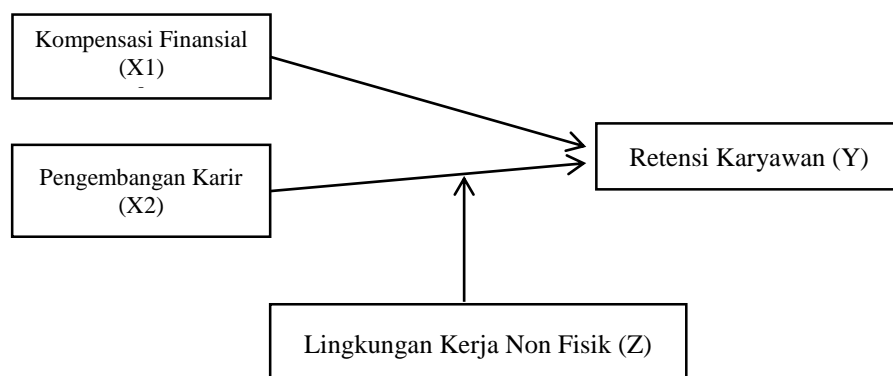 Kompensasi Finansial
(X1)
Pengembangan Karir
(X2)
Retensi Karyawan (Y)
Lingkungan Kerja Non Fisik (Z)